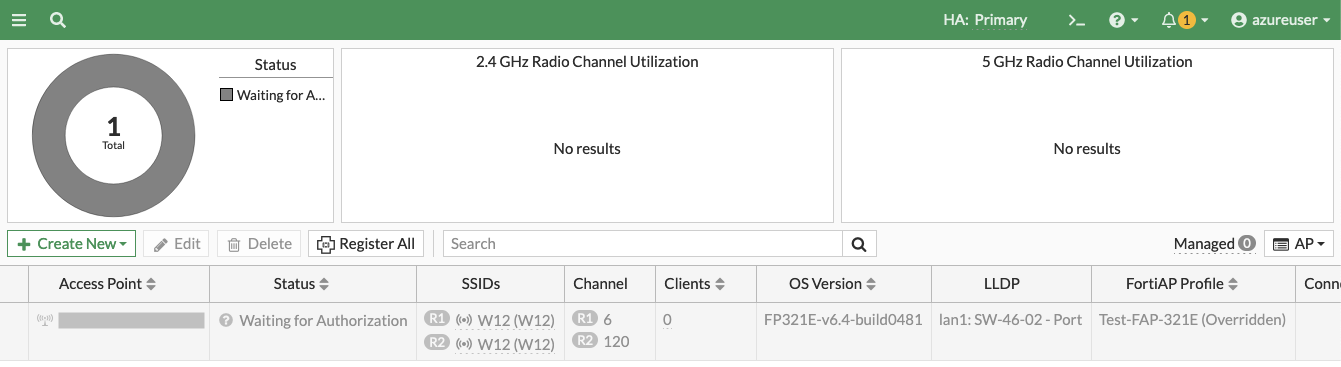 HA: Primary >_ ? 1 azureuser
Status
Waiting for A...
1
Total
2.4 GHz Radio Channel Utilization
No results
5 GHz Radio Channel Utilization
No results
+ Create New Edit Delete Register All Search Managed 0 AP
Access Point Status SSIDs Channel Clients OS Version LLDP FortiAP Profile Conn
? Waiting for Authorization R1 W12 (W12) R1 6 0 FP321E-v6.4-build0481 lan1: SW-46-02 - Port Test-FAP-321E (Overridden)
R2 W12 (W12) R2 120